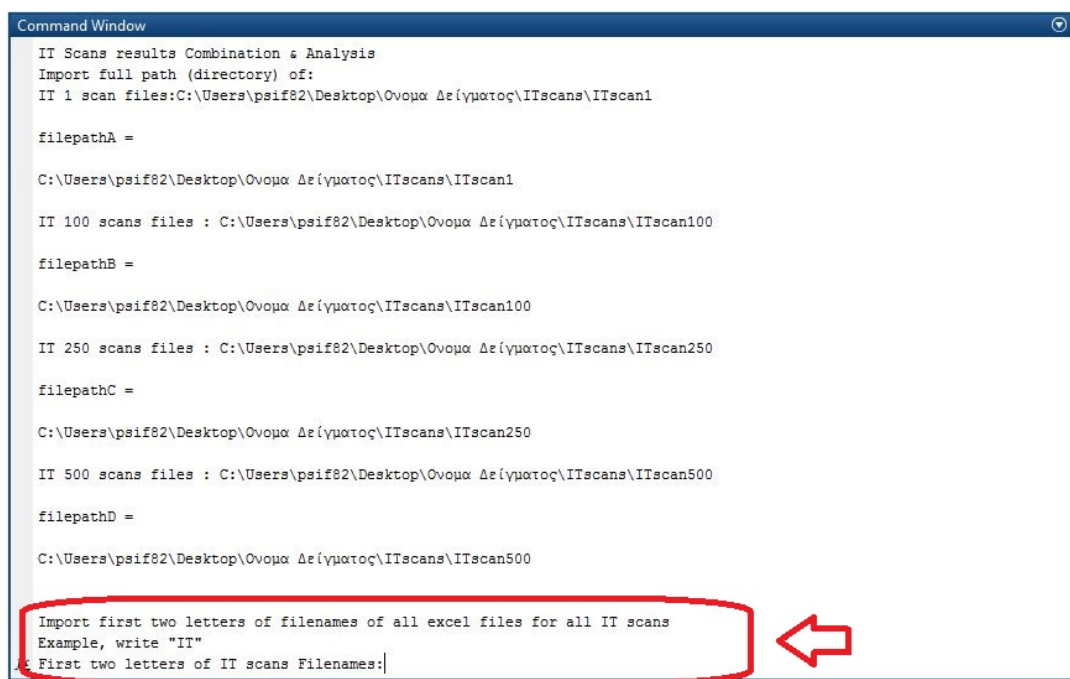 Command Window
IT Scans results Combination & Analysis
Import full path (directory) of:
IT 1 scan files:C:\Users\psif82\Desktop\Ονομα Δείγματος\ITscans\ITscan1
filepathA =
C:\Users\psif82\Desktop\Ονομα Δείγματος\ITscans\ITscan1
IT 100 scans files : C:\Users\psif82\Desktop\Ονομα Δείγματος\ITscans\ITscan100
filepathB =
C:\Users\psif82\Desktop\Ονομα Δείγματος\ITscans\ITscan100
IT 250 scans files : C:\Users\psif82\Desktop\Ονομα Δείγματος\ITscans\ITscan250
filepathC =
C:\Users\psif82\Desktop\Ονομα Δείγματος\ITscans\ITscan250
IT 500 scans files : C:\Users\psif82\Desktop\Ονομα Δείγματος\ITscans\ITscan500
filepathD =
C:\Users\psif82\Desktop\Ονομα Δείγματος\ITscans\ITscan500
Import first two letters of filenames of all excel files for all IT scans
Example, write "IT"
First two letters of IT scans Filenames: